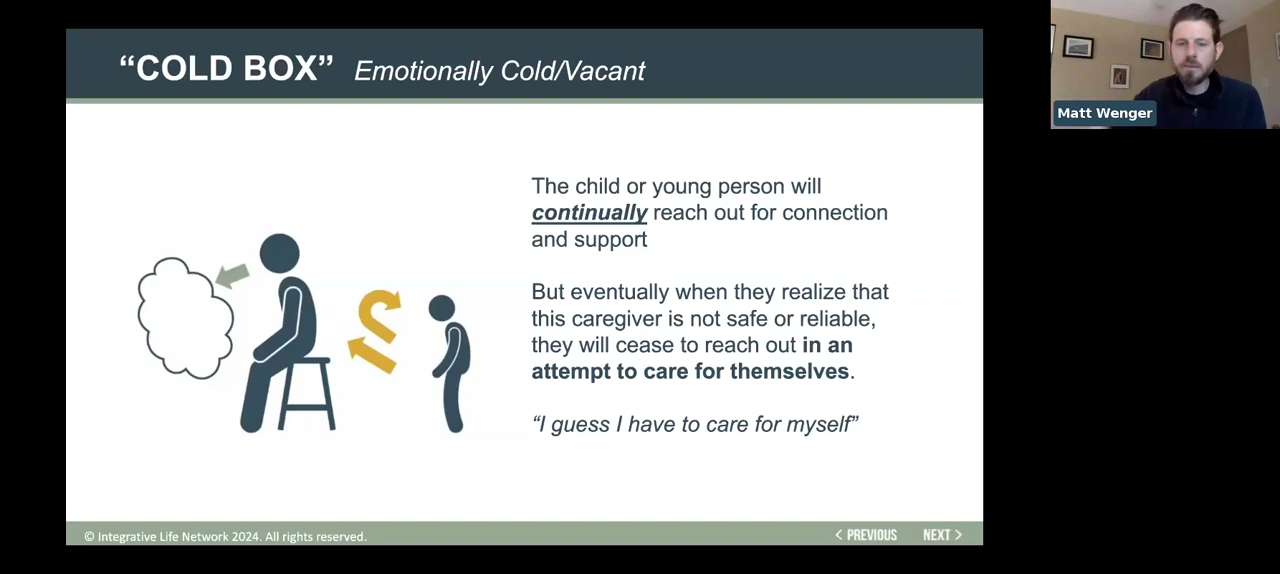 “COLD BOX” Emotionally Cold/Vacant
Matt Wenger
The child or young person will
continually reach out for connection
and support
But eventually when they realize that
this caregiver is not safe or reliable,
they will cease to reach out in an
attempt to care for themselves.
“I guess I have to care for myself”
© Integrative Life Network 2024. All rights reserved.
< PREVIOUS NEXT >